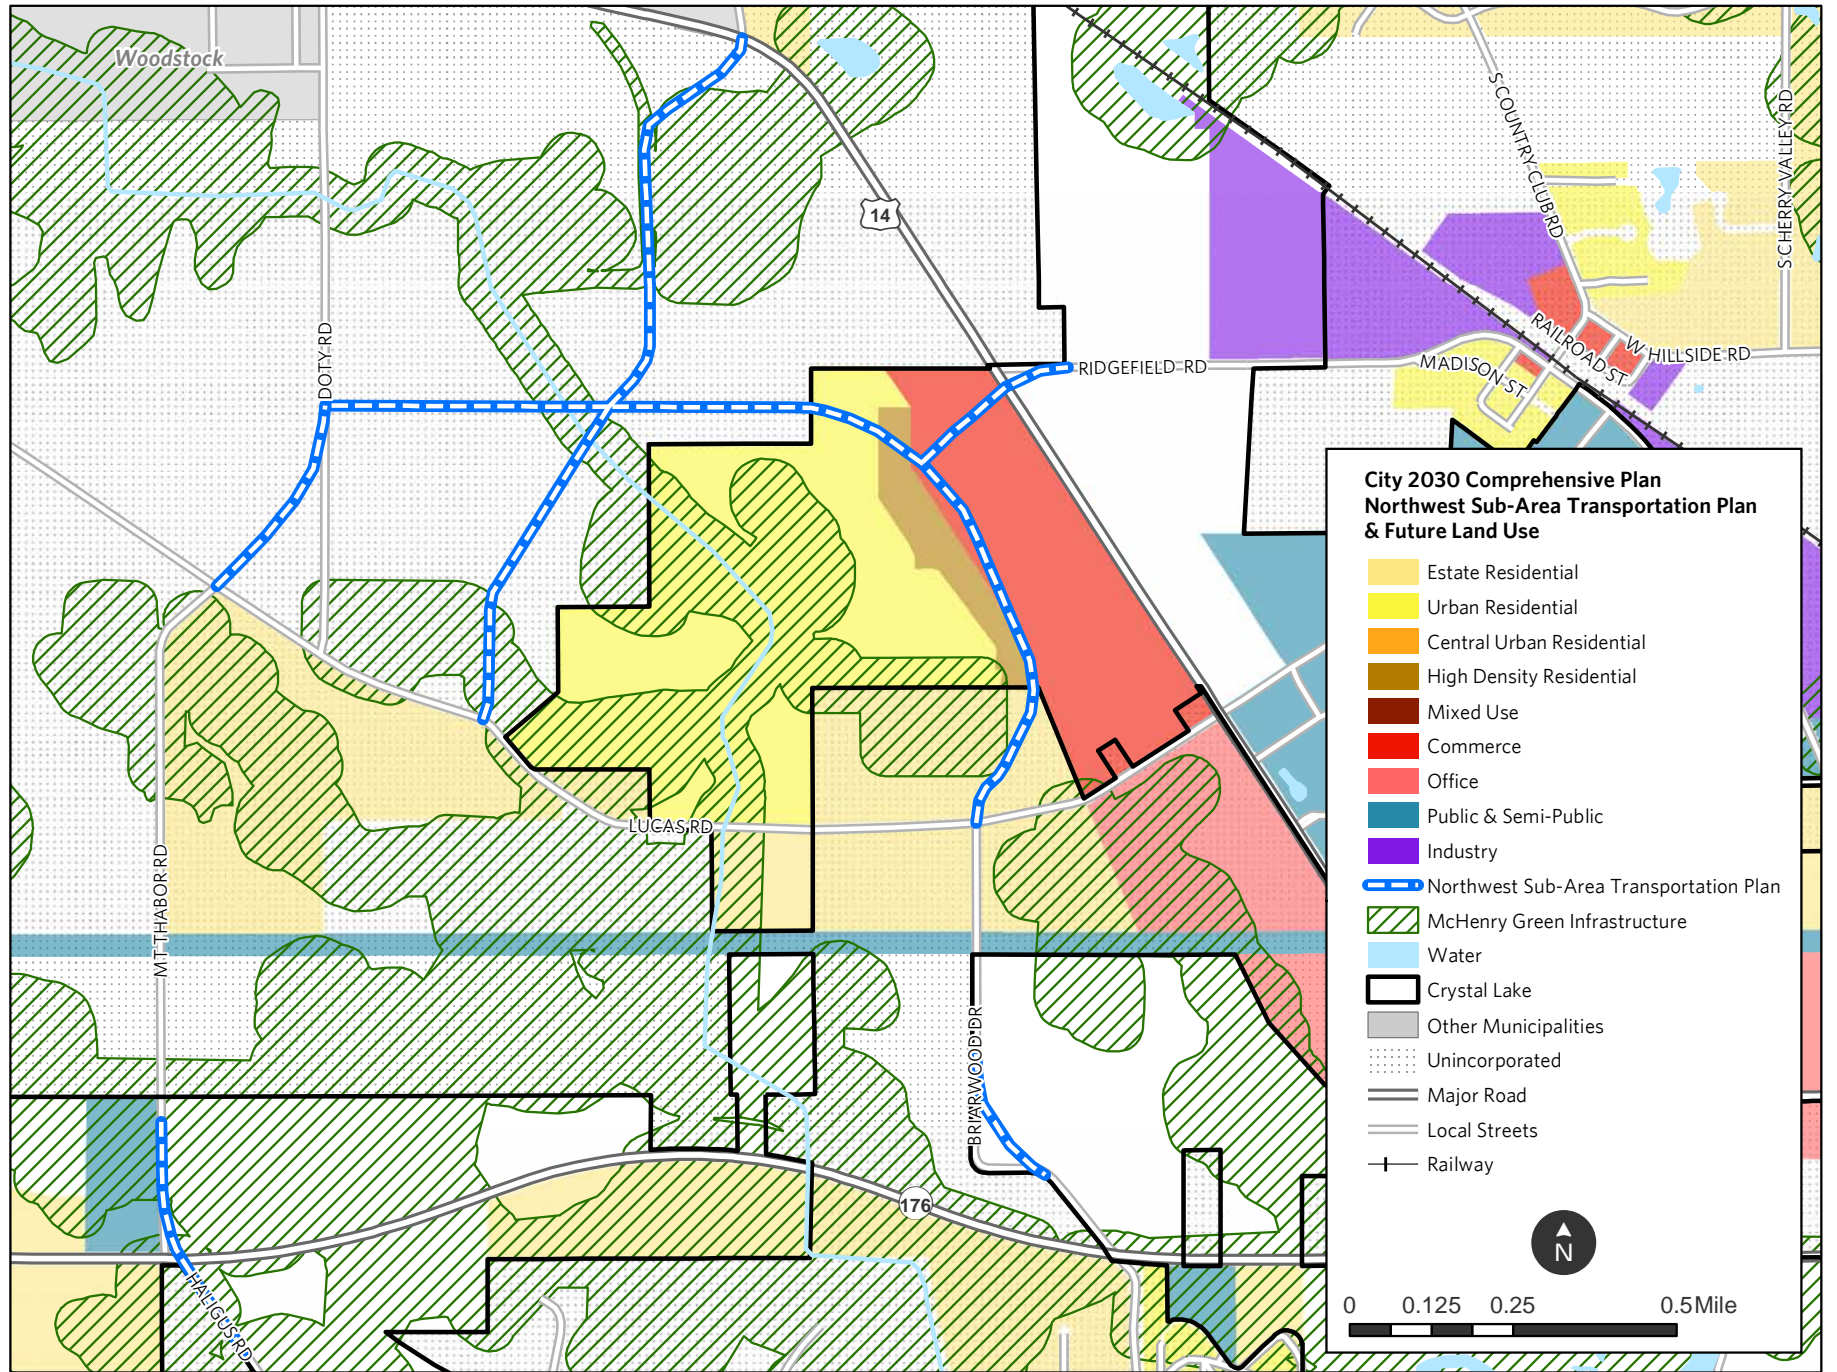 Woodstock
S COUNTRY CLUB RD
S CHERRY VALLEY RD
14
DOTY RD
RIDGEFIELD RD
MADISON ST
RAILROAD ST
W HILLSIDE RD
LUCAS RD
MT THABOR RD
BRIARWOOD DR
176
HALIGUS RD
City 2030 Comprehensive Plan
Northwest Sub-Area Transportation Plan
& Future Land Use
Estate Residential
Urban Residential
Central Urban Residential
High Density Residential
Mixed Use
Commerce
Office
Public & Semi-Public
Industry
Northwest Sub-Area Transportation Plan
McHenry Green Infrastructure
Water
Crystal Lake
Other Municipalities
Unincorporated
Major Road
Local Streets
Railway
N
0 0.125 0.25 0.5 Mile